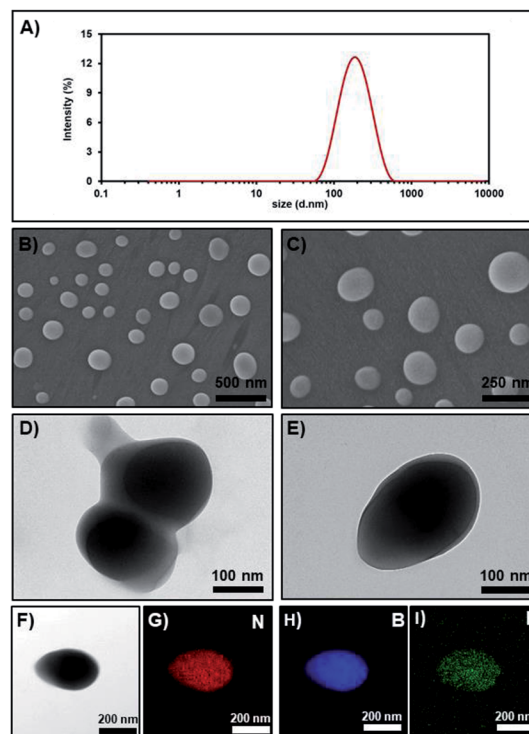 A)
15
12
9
6
3
0
Intensity (%)
0.1 1 10 100 1000 10000
size (d.nm)
B)
500 nm
C)
250 nm
D)
100 nm
E)
100 nm
F)
200 nm
G) N
200 nm
H) B
200 nm
I)
200 nm